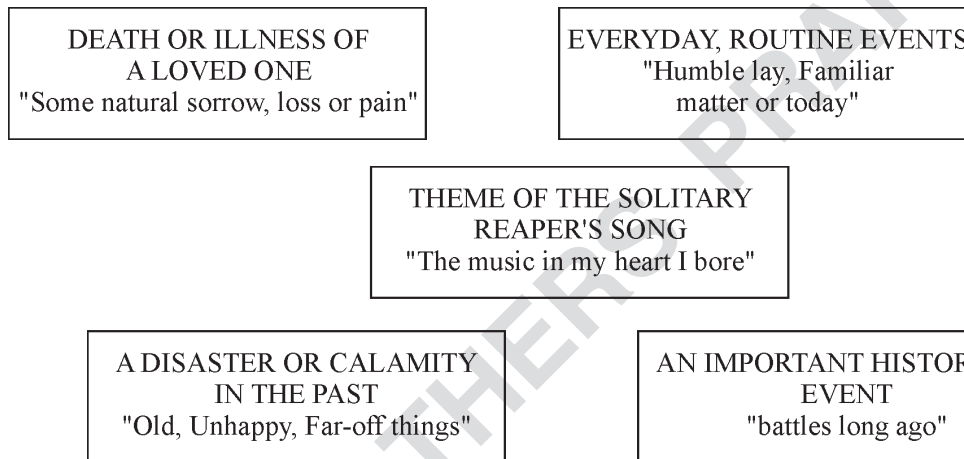 DEATH OR ILLNESS OF
A LOVED ONE
"Some natural sorrow, loss or pain"
EVERYDAY, ROUTINE EVENTS
"Humble lay, Familiar
matter or today"
THEME OF THE SOLITARY
REAPER'S SONG
"The music in my heart I bore"
A DISASTER OR CALAMITY
IN THE PAST
"Old, Unhappy, Far-off things"
AN IMPORTANT
EVENT
"battles long ago"